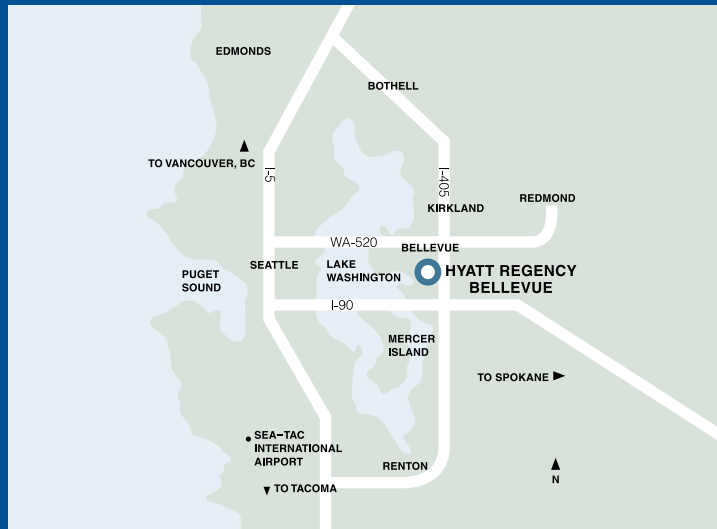 EDMONDS
BOTHELL
TO VANCOUVER, BC
I-5
I-405
REDMOND
KIRKLAND
WA-520
BELLEVUE
SEATTLE
LAKE
WASHINGTON
HYATT REGENCY
BELLEVUE
PUGET
SOUND
I-90
MERCER
ISLAND
TO SPOKANE
SEA-TAC
INTERNATIONAL
AIRPORT
RENTON
N
TO TACOMA